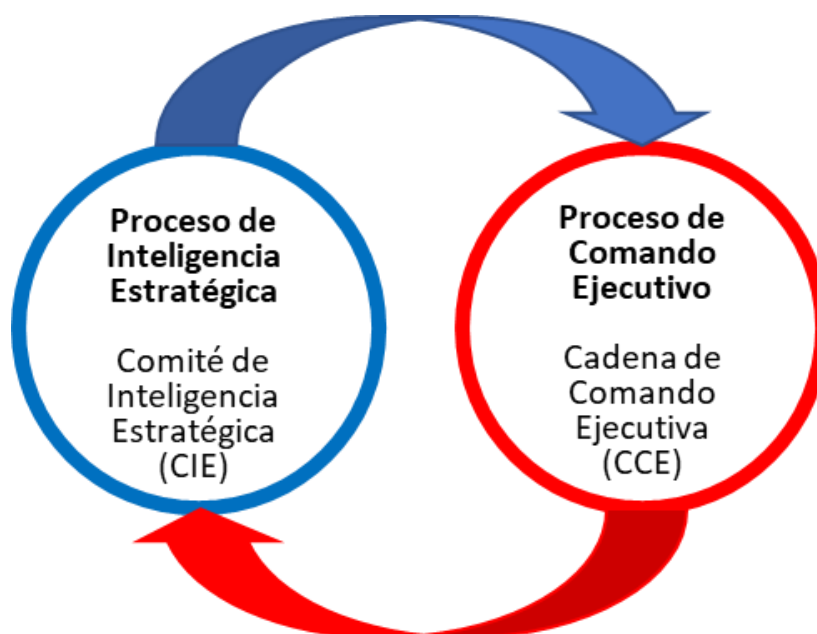 Proceso de
Inteligencia
Estratégica
Comité de
Inteligencia
Estratégica
(CIE)
Proceso de
Comando
Ejecutivo
Cadena de
Comando
Ejecutiva
(CCE)